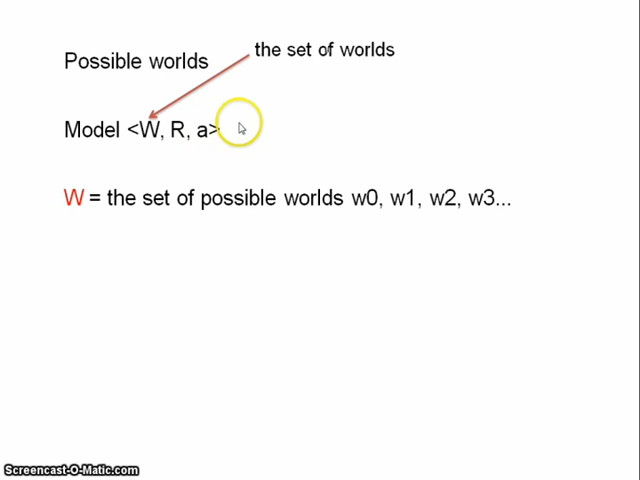 the set of worlds
Possible worlds
Model <W, R, a>
W = the set of possible worlds w0, w1, w2, w3...
Screencast-O-Matic.com